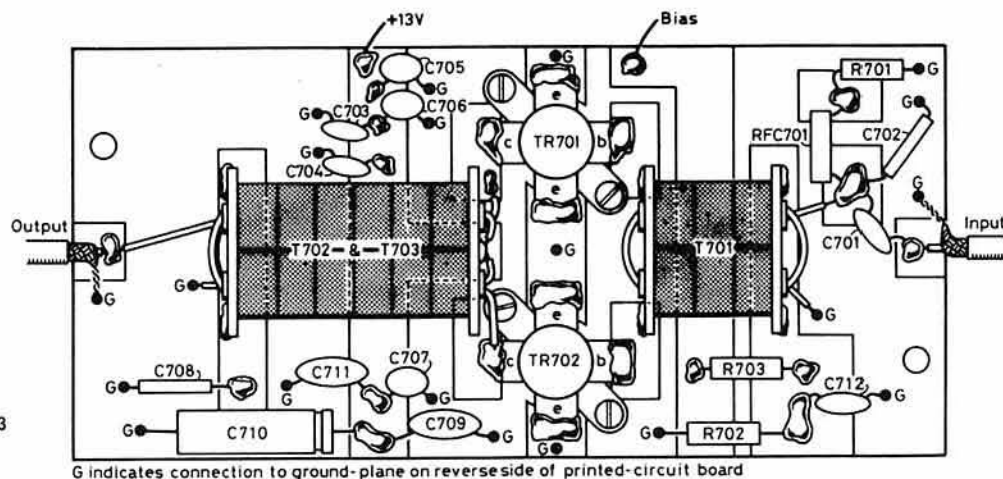 +13V
Bias
C705
R701
G
G
G
G
e
C703
G
C706
G
G
RFC701
C702
c
TR701
b
G
C704
G
e
Output
T702 - & - T703
G
T701
C701
Input
G
G
G
G
e
C708
C711
C707
c
TR702
b
R703
C712
G
G
G
G
e
3
G
C710
C709
G
G
G
R702
G indicates connection to ground-plane on reverse side of printed-circuit board